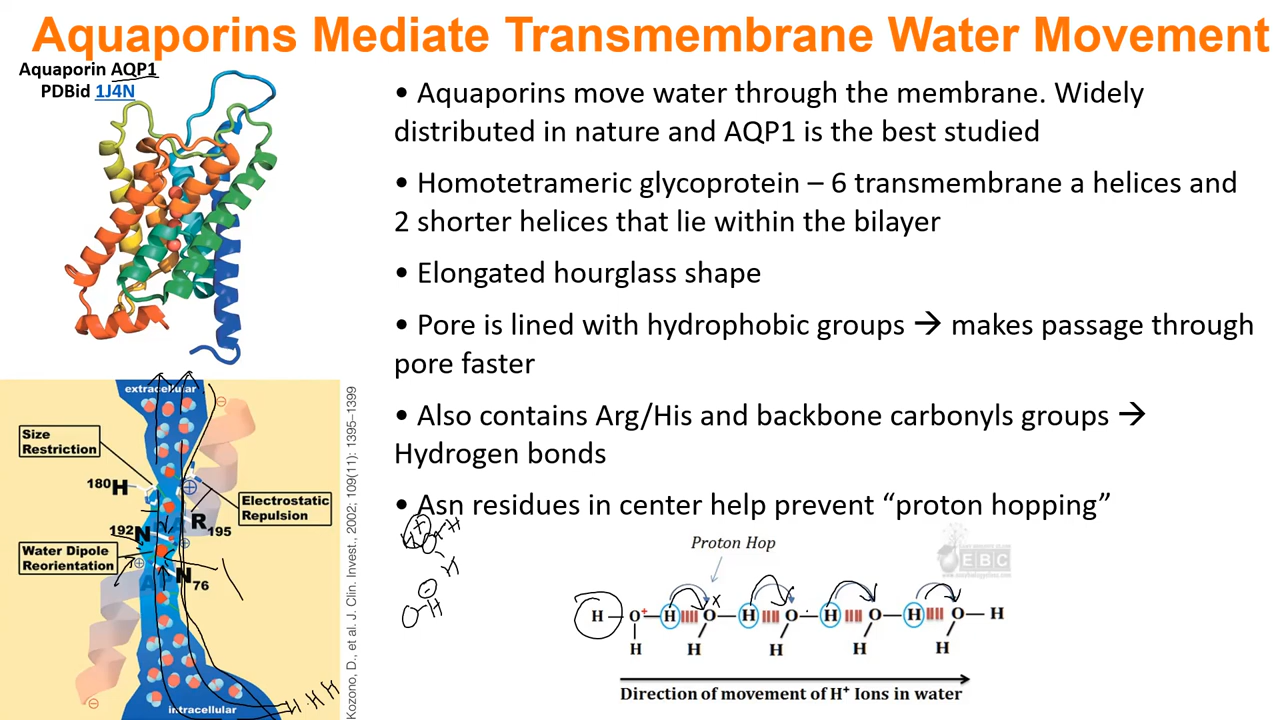 Aquaporins Mediate Transmembrane Water Movement
Aquaporin AQP1
PDBid 1J4N
• Aquaporins move water through the membrane. Widely
distributed in nature and AQP1 is the best studied
• Homotetrameric glycoprotein – 6 transmembrane a helices and
2 shorter helices that lie within the bilayer
• Elongated hourglass shape
• Pore is lined with hydrophobic groups → makes passage through
pore faster
• Also contains Arg/His and backbone carbonyls groups →
Hydrogen bonds
• Asn residues in center help prevent “proton hopping”
extracellular
Size
Restriction
180H
Electrostatic
Repulsion
R195
192N
Water Dipole
Reorientation
N76
intracellular
H H H
Kozono, D., et al. J. Clin. Invest., 2002; 109(11): 1395–1399
H+ O H
H
O H
Proton Hop
EBC
H O+ H O H O H O H O H
x x
H H H H H
Direction of movement of H+ Ions in water